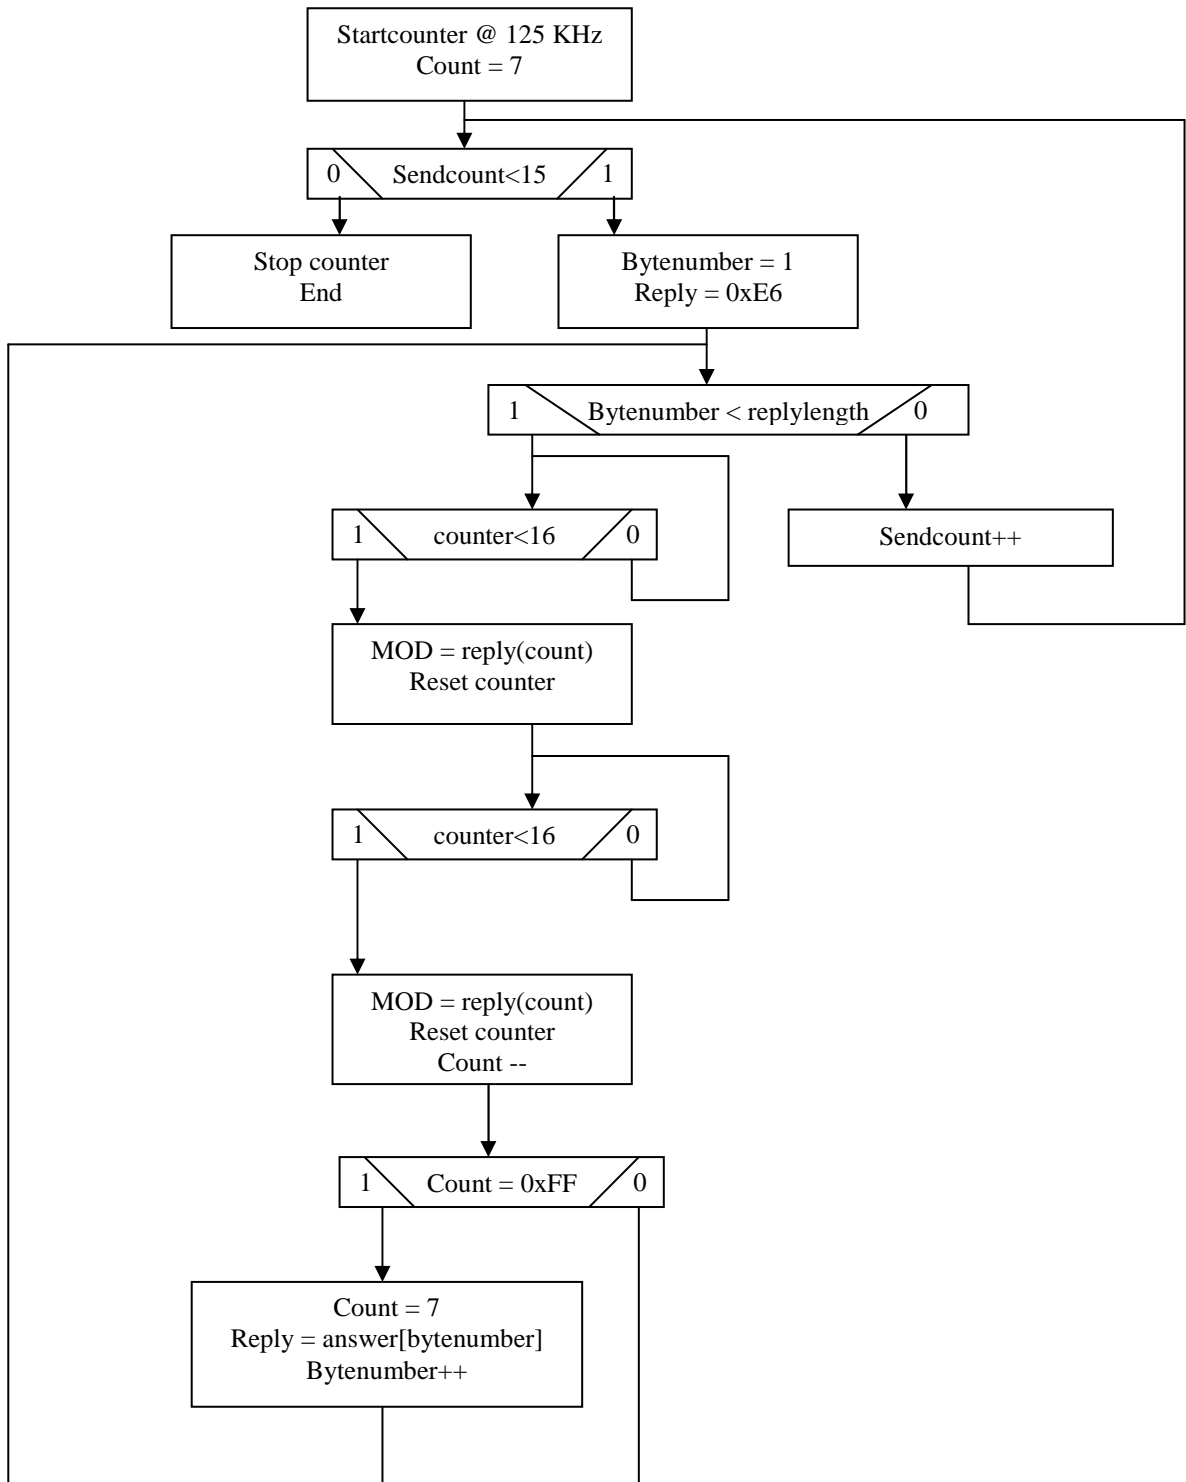 Startcounter @ 125 KHz
Count = 7
0 Sendcount<15 1
Stop counter
End
Bytenumber = 1
Reply = 0xE6
1 Bytenumber < replylength 0
1 counter<16 0
Sendcount++
MOD = reply(count)
Reset counter
1 counter<16 0
MOD = reply(count)
Reset counter
Count --
1 Count = 0xFF 0
Count = 7
Reply = answer[bytenumber]
Bytenumber++